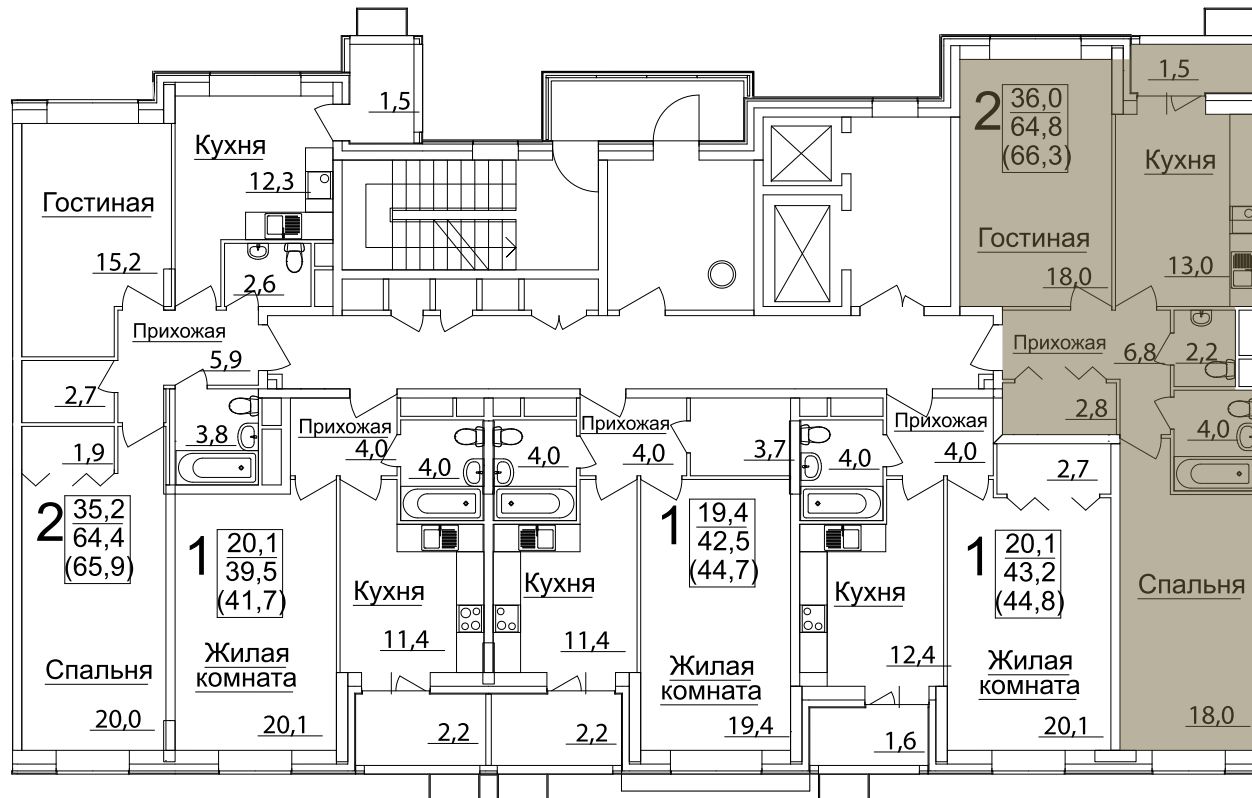 1,5
Кухня
12,3
Гостиная
15,2
2,6
Прихожая
5,9
2,7
3,8
1,9
2
35,2
64,4
(65,9)
Спальня
20,0
1
20,1
39,5
(41,7)
Жилая
комната
20,1
Прихожая
4,0
4,0
Кухня
11,4
2,2
4,0
Прихожая
4,0
3,7
Кухня
11,4
2,2
1
19,4
42,5
(44,7)
Жилая
комната
19,4
4,0
Прихожая
4,0
Кухня
12,4
1,6
2,7
1
20,1
43,2
(44,8)
Жилая
комната
20,1
2
36,0
64,8
(66,3)
1,5
Кухня
13,0
Гостиная
18,0
Прихожая
6,8
2,2
2,8
4,0
Спальня
18,0